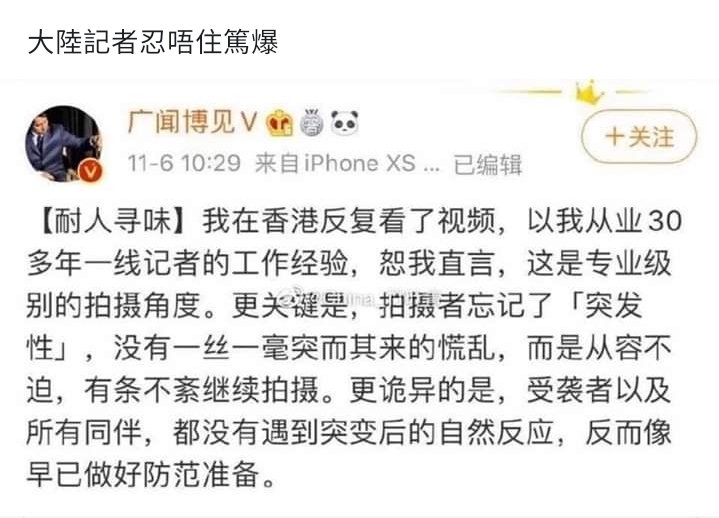 大陸記者忍唔住篤爆
广闻博见V
11-6 10:29 来自iPhone XS ... 已编辑
+关注
【耐人寻味】我在香港反复看了视频，以我从业30
多年一线记者的工作经验，恕我直言，这是专业级
别的拍摄角度。更关键是，拍摄者忘记了「突发
性」，没有一丝一毫突而其来的慌乱，而是从容不
迫，有条不紊继续拍摄。更诡异的是，受袭者以及
所有同伴，都没有遇到突变后的自然反应，反而像
早已做好防范准备。